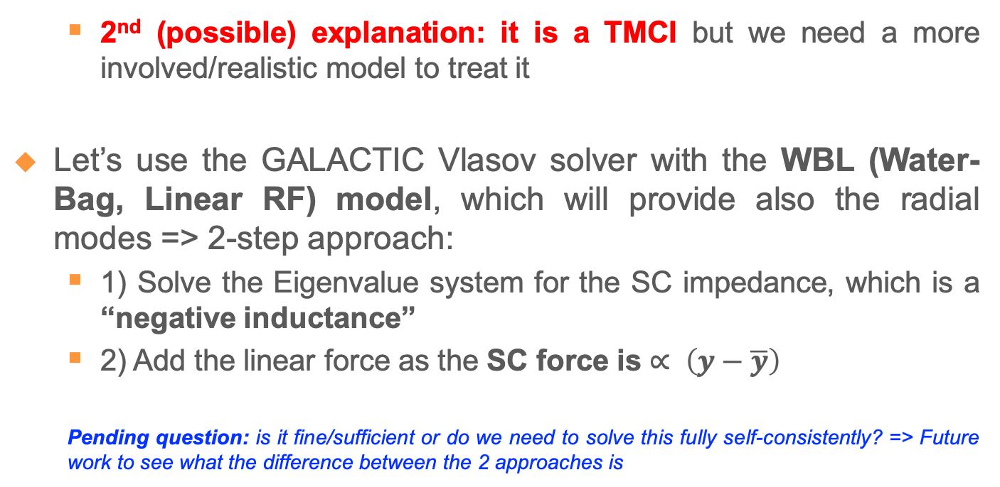 2nd (possible) explanation: it is a TMCI but we need a more
involved/realistic model to treat it
Let’s use the GALACTIC Vlasov solver with the WBL (Water-
Bag, Linear RF) model, which will provide also the radial
modes => 2-step approach:
1) Solve the Eigenvalue system for the SC impedance, which is a
“negative inductance”
2) Add the linear force as the SC force is ∝ (y – y̅)
Pending question: is it fine/sufficient or do we need to solve this fully self-consistently? => Future
work to see what the difference between the 2 approaches is